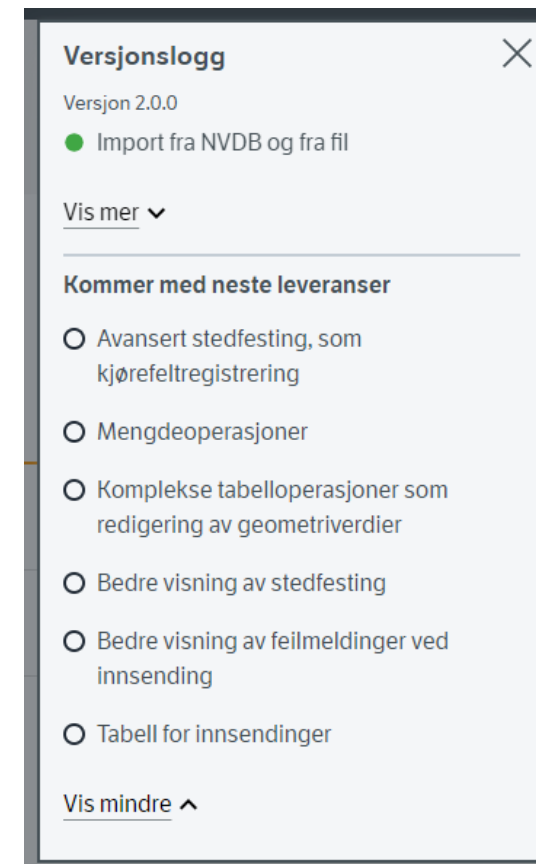 Versjonslogg
Versjon 2.0.0
Import fra NVDB og fra fil
Vis mer
Kommer med neste leveranser
Avansert stedfesting, som
kjørefeltregistrering
Mengdeoperasjoner
Komplekse tabelloperasjoner som
redigering av geometriverdier
Bedre visning av stedfesting
Bedre visning av feilmeldinger ved
innsending
Tabell for innsendinger
Vis mindre